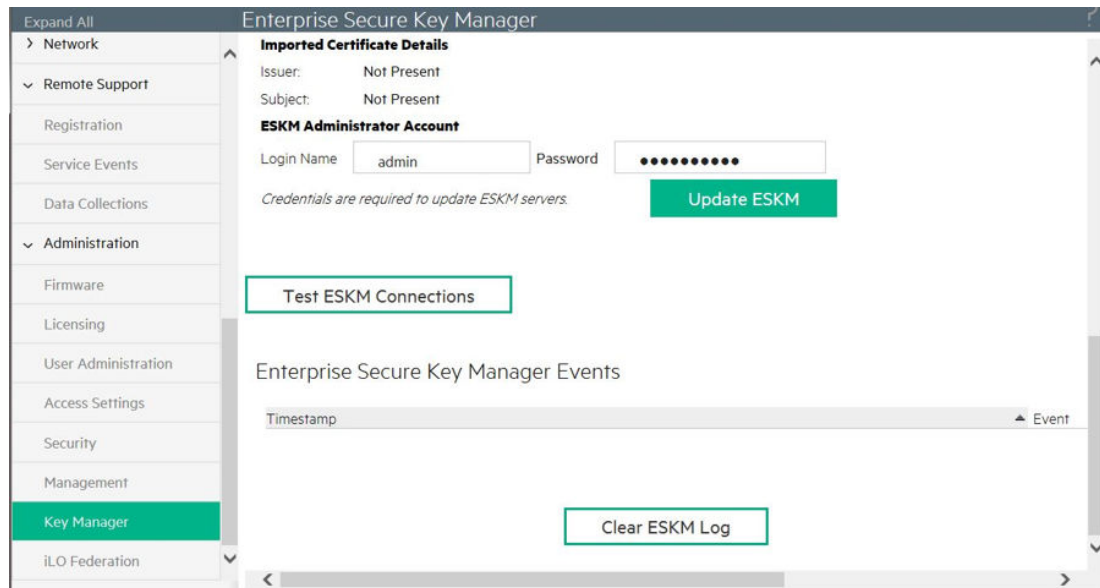 Expand All
Enterprise Secure Key Manager
?
> Network
Remote Support
Registration
Service Events
Data Collections
Administration
Firmware
Licensing
User Administration
Access Settings
Security
Management
Key Manager
iLO Federation
Imported Certificate Details
Issuer: Not Present
Subject: Not Present
ESKM Administrator Account
Login Name admin Password ●●●●●●●●●●
Credentials are required to update ESKM servers. Update ESKM
Test ESKM Connections
Enterprise Secure Key Manager Events
Timestamp Event
Clear ESKM Log